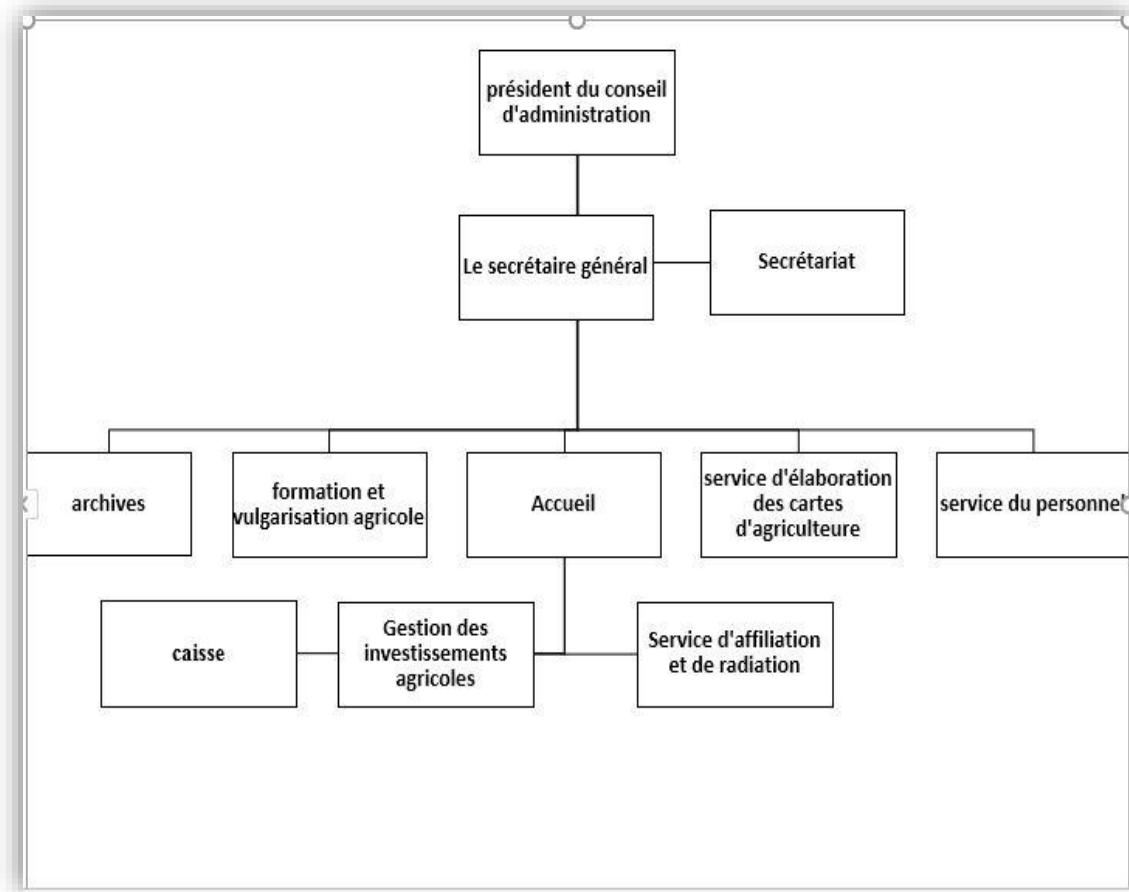 président du conseil
d'administration
Le secrétaire général
Secrétariat
archives
formation et
vulgarisation agricole
Accueil
service d'élaboration
des cartes
d'agriculteure
service du personnel
caisse
Gestion des
investissements
agricoles
Service d'affiliation
et de radiation